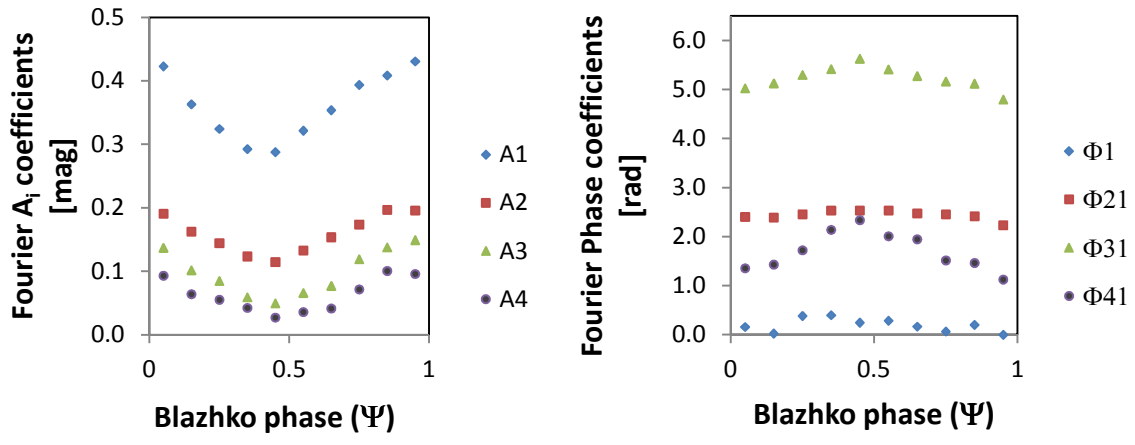 Fourier Ai coefficients
[mag]
0.5
0.4
0.3
0.2
0.1
0.0
0
0.5
1
Blazhko phase (Ψ)
A1
A2
A3
A4
Fourier Phase coefficients
[rad]
6.0
5.0
4.0
3.0
2.0
1.0
0.0
0
0.5
1
Blazhko phase (Ψ)
Φ1
Φ21
Φ31
Φ41